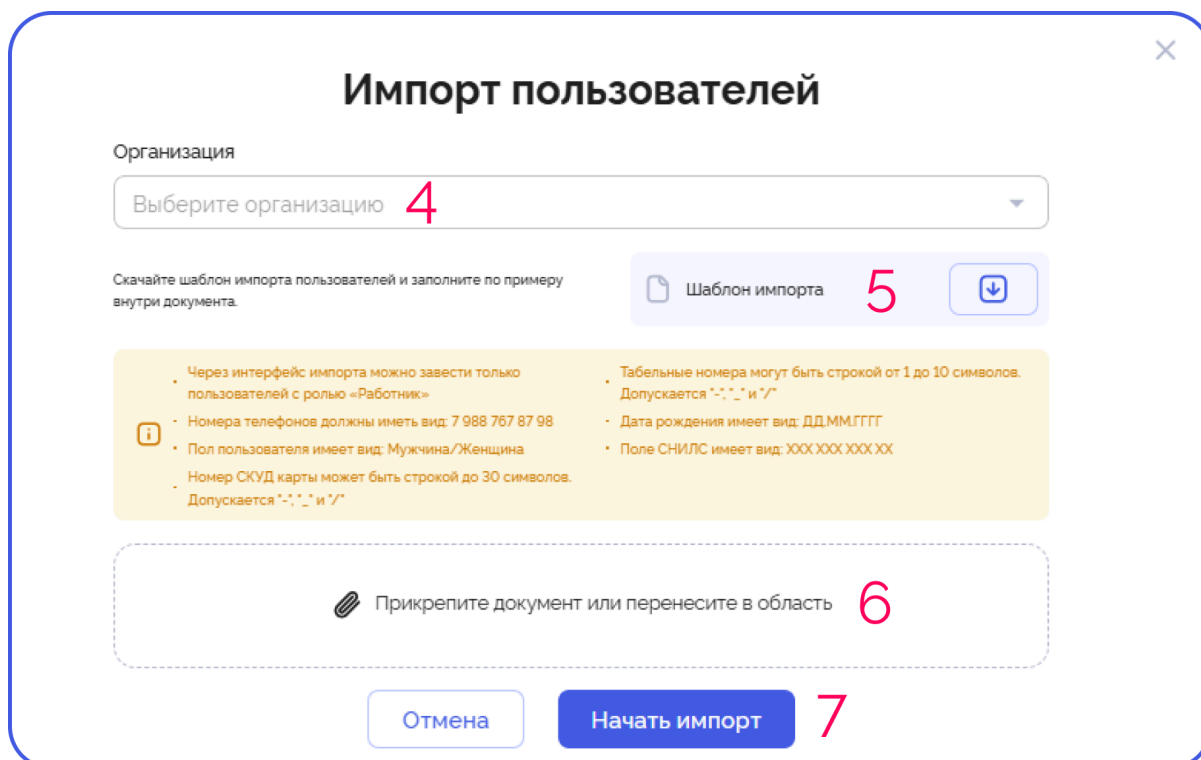 Импорт пользователей
Организация
Выберите организацию 4
Скачайте шаблон импорта пользователей и заполните по примеру
внутри документа.
Шаблон импорта 5
· Через интерфейс импорта можно завести только
пользователей с ролью «Работник»
· Номера телефонов должны иметь вид: 7 988 767 87 98
· Пол пользователя имеет вид: Мужчина/Женщина
· Номер СКУД карты может быть строкой до 30 символов.
Допускается "-", "_" и "/"
· Табельные номера могут быть строкой от 1 до 10 символов.
Допускается "-", "_" и "/"
· Дата рождения имеет вид: ДД.ММ.ГГГГ
· Поле СНИЛС имеет вид: XXX XXX XXX XX
Прикрепите документ или перенесите в область 6
Отмена
Начать импорт 7